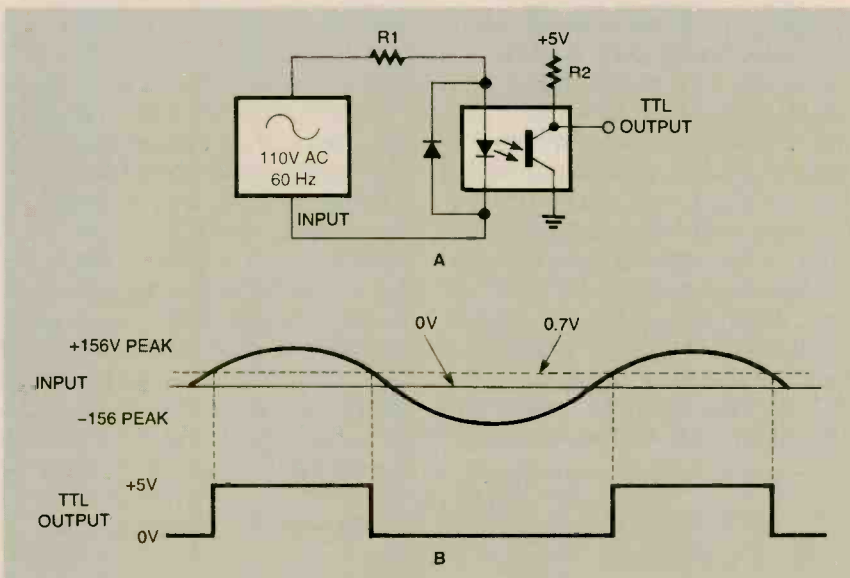 R1
+5V
R2
TTL
OUTPUT
110V AC
60 Hz
INPUT
A
0V
0.7V
+156V PEAK
INPUT
−156 PEAK
+5V
TTL
OUTPUT
0V
B